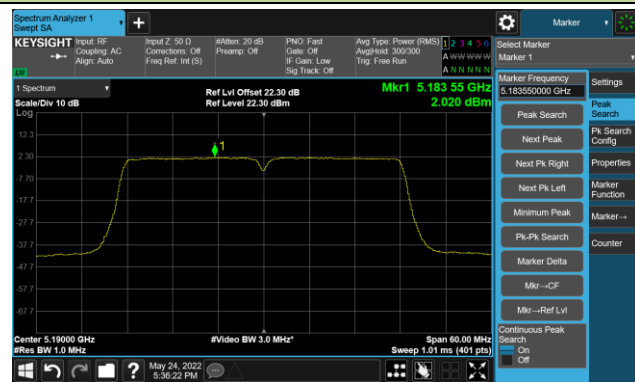 Spectrum Analyzer 1
Swept SA
+
Marker
KEYSIGHT
Input: RF
Coupling: AC
Align: Auto
Input Z: 50 Ω
Corrections: Off
Freq Ref: Int (S)
#Atten: 20 dB
Preamp: Off
PNO: Fast
Gate: Off
IF Gain: Low
Sig Track: Off
Avg Type: Power (RMS)
Avg|Hold: 300/300
Trig: Free Run
1 2 3 4 5 6
A W W W W W
A N N N N N
Select Marker
Marker 1
1 Spectrum
Scale/Div 10 dB
Log
Ref Lvl Offset 22.30 dB
Ref Level 22.30 dBm
Mkr1 5.183 55 GHz
2.020 dBm
12.3
2.30
-7.70
-17.7
-27.7
-37.7
-47.7
-57.7
-67.7
1
Center 5.19000 GHz
#Res BW 1.0 MHz
#Video BW 3.0 MHz*
Span 60.00 MHz
Sweep 1.01 ms (401 pts)
Marker Frequency
5.183550000 GHz
Peak Search
Next Peak
Next Pk Right
Next Pk Left
Minimum Peak
Pk-Pk Search
Marker Delta
Mkr→CF
Mkr→Ref Lvl
Continuous Peak
Search
On
Off
Settings
Peak
Search
Pk Search
Config
Properties
Marker
Function
Marker→
Counter
?
May 24, 2022
5:36:22 PM